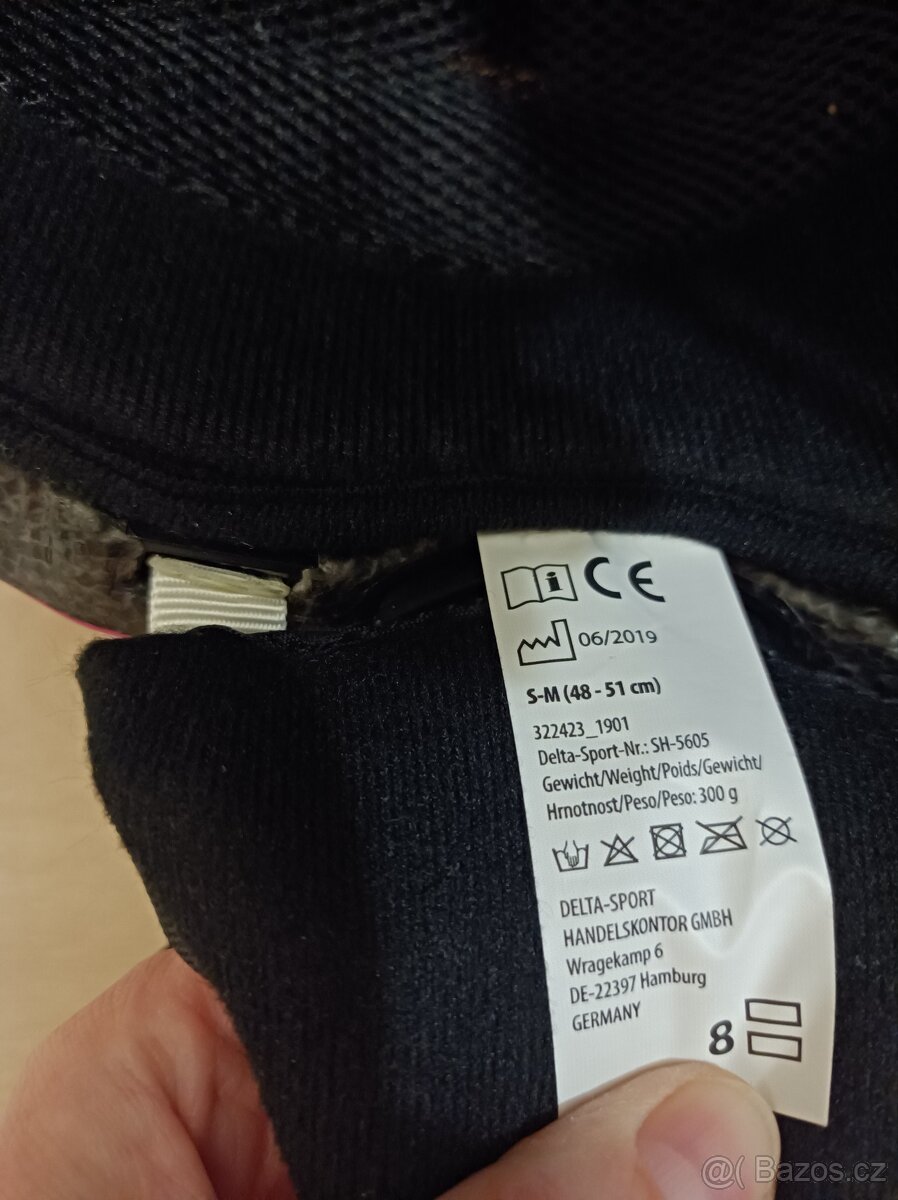 i CE
06/2019
S-M (48 - 51 cm)
322423_1901
Delta-Sport-Nr.: SH-5605
Gewicht/Weight/Poids/Gewicht/
Hrnotnost/Peso/Peso: 300 g
DELTA-SPORT
HANDELSKONTOR GMBH
Wragekamp 6
DE-22397 Hamburg
GERMANY
8
@( Bazos.cz